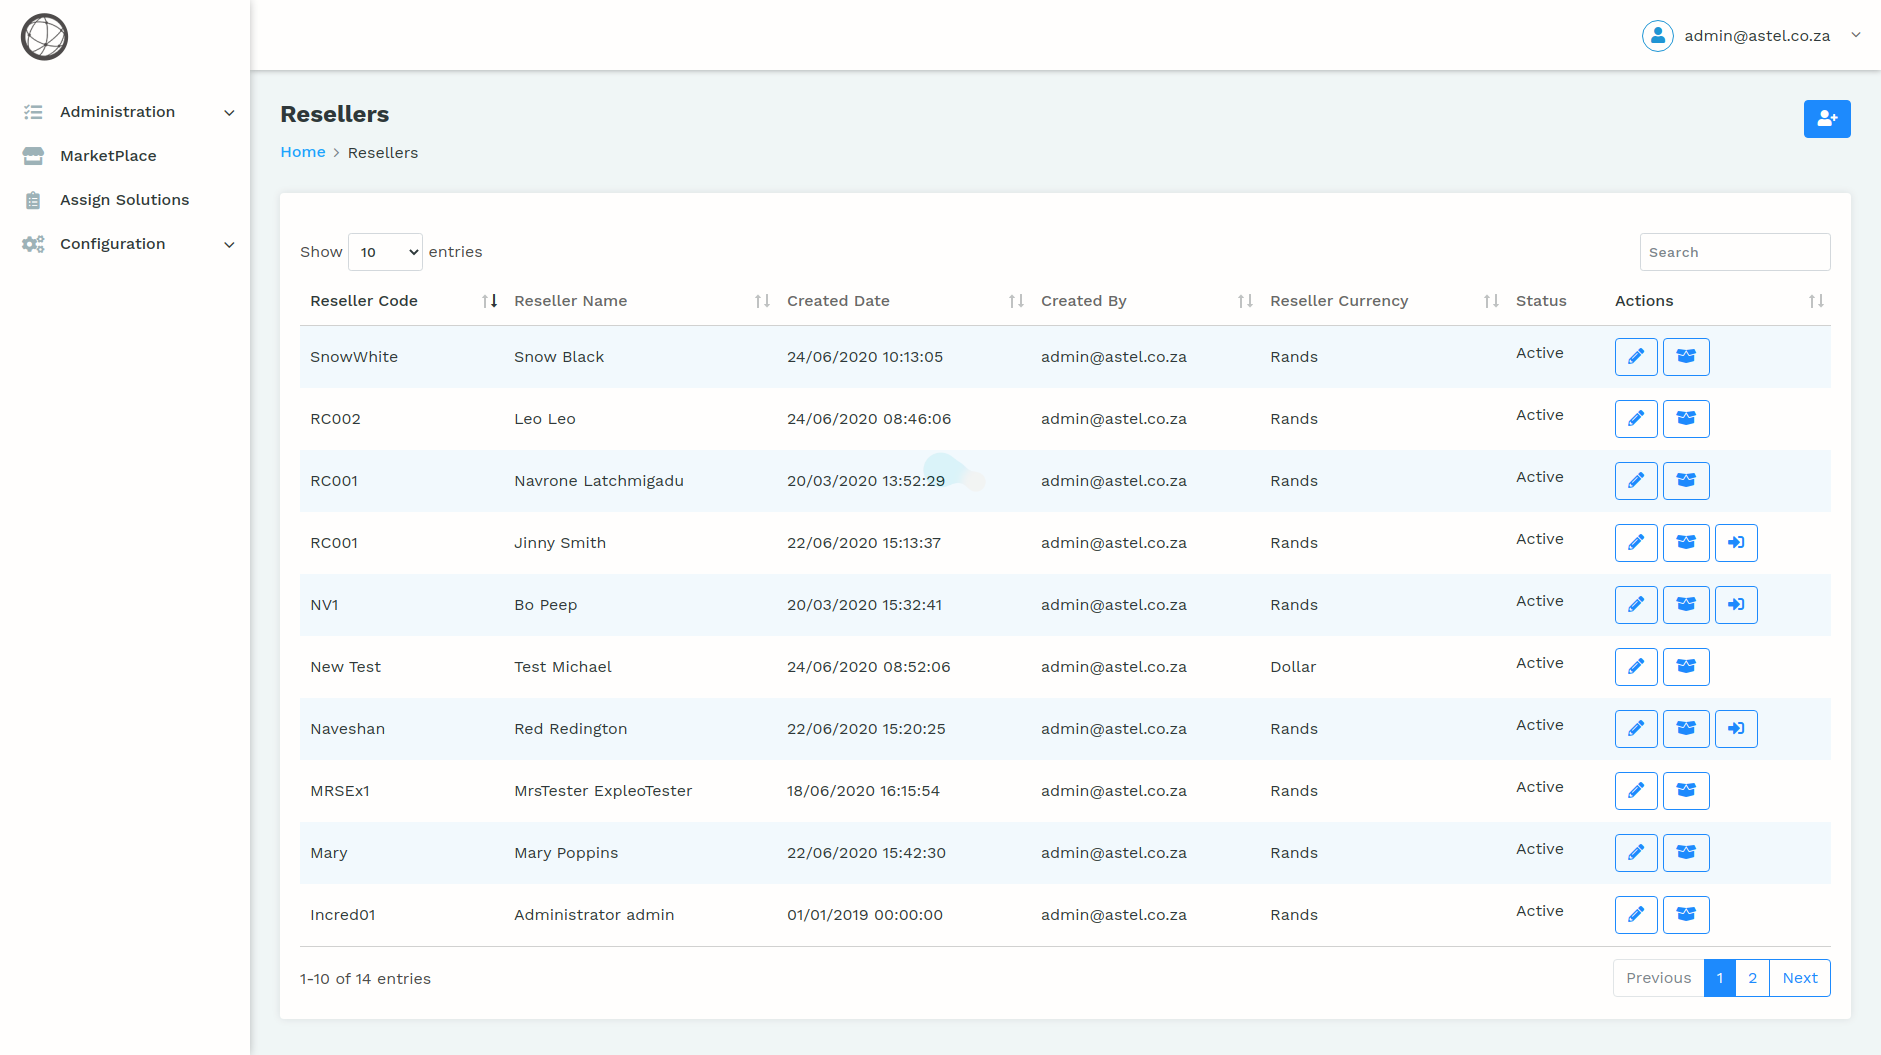 admin@astel.co.za
Administration
MarketPlace
Assign Solutions
Configuration
Resellers
Home > Resellers
Show 10 entries
Search
Reseller Code Reseller Name Created Date Created By Reseller Currency Status Actions
SnowWhite Snow Black 24/06/2020 10:13:05 admin@astel.co.za Rands Active
RC002 Leo Leo 24/06/2020 08:46:06 admin@astel.co.za Rands Active
RC001 Navrone Latchmigadu 20/03/2020 13:52:29 admin@astel.co.za Rands Active
RC001 Jinny Smith 22/06/2020 15:13:37 admin@astel.co.za Rands Active
NV1 Bo Peep 20/03/2020 15:32:41 admin@astel.co.za Rands Active
New Test Test Michael 24/06/2020 08:52:06 admin@astel.co.za Dollar Active
Naveshan Red Redington 22/06/2020 15:20:25 admin@astel.co.za Rands Active
MRSEx1 MrsTester ExpleoTester 18/06/2020 16:15:54 admin@astel.co.za Rands Active
Mary Mary Poppins 22/06/2020 15:42:30 admin@astel.co.za Rands Active
Incred01 Administrator admin 01/01/2019 00:00:00 admin@astel.co.za Rands Active
1-10 of 14 entries
Previous 1 2 Next